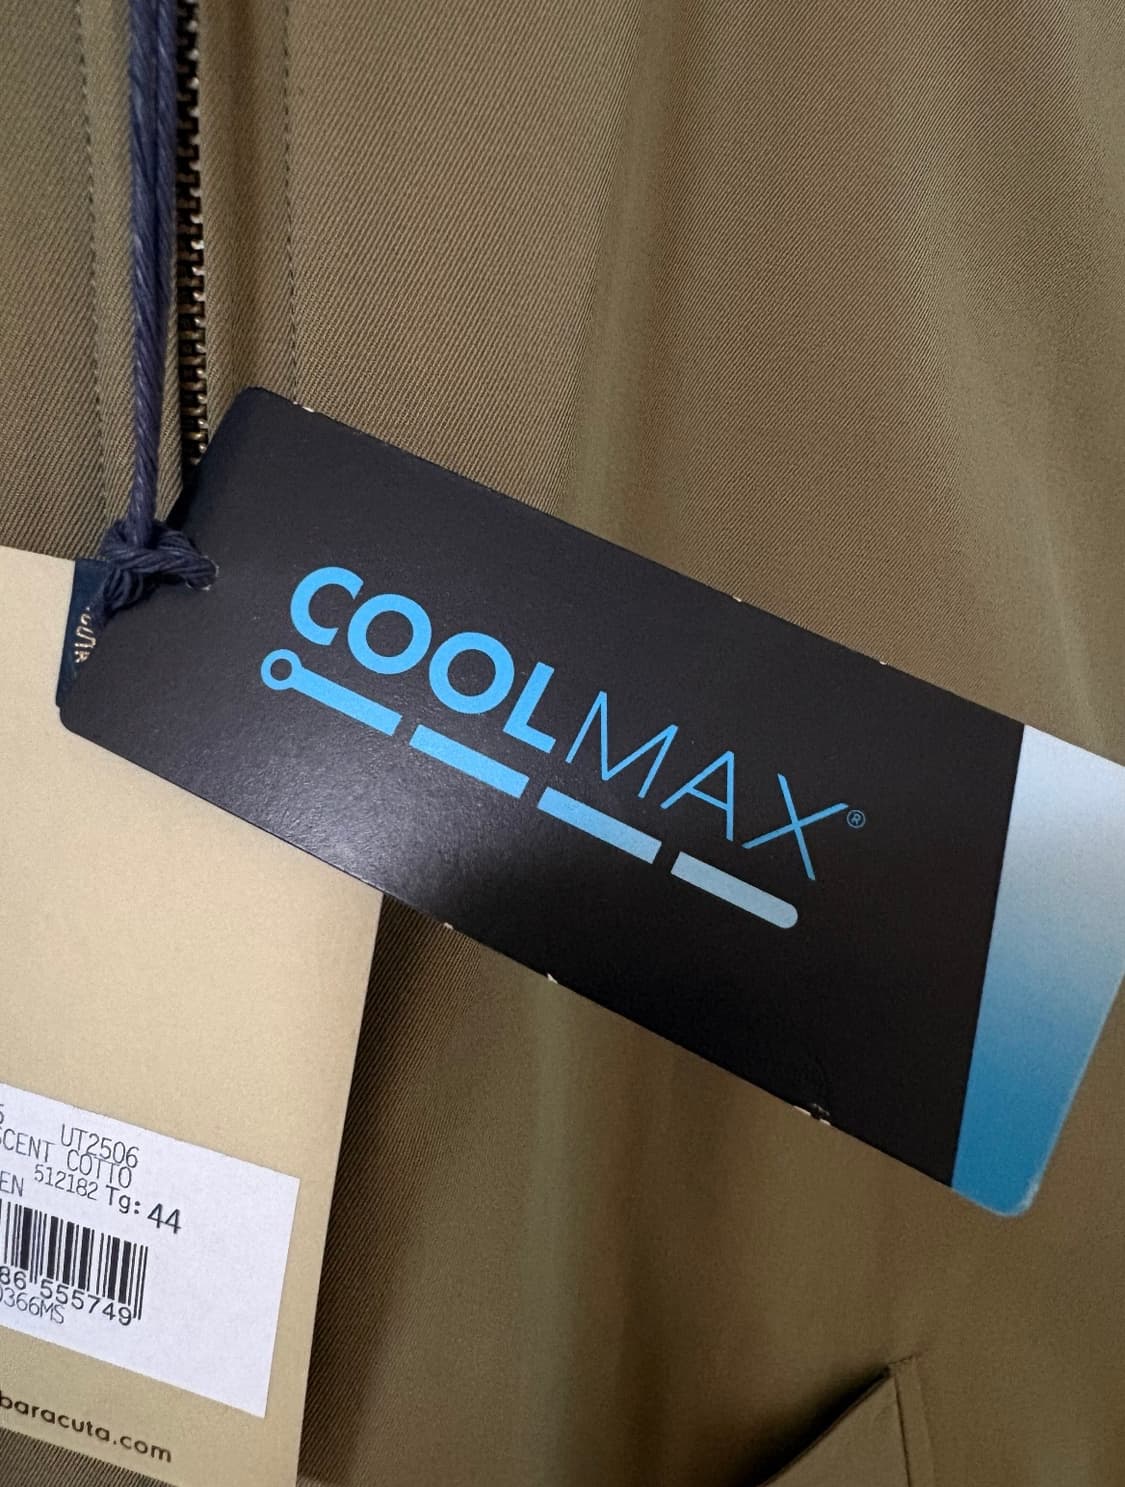 COOLMAX®
UT2506
SCENT COTTO
EN 512182 Tg: 44
86 555749
0366MS
baracuta.com